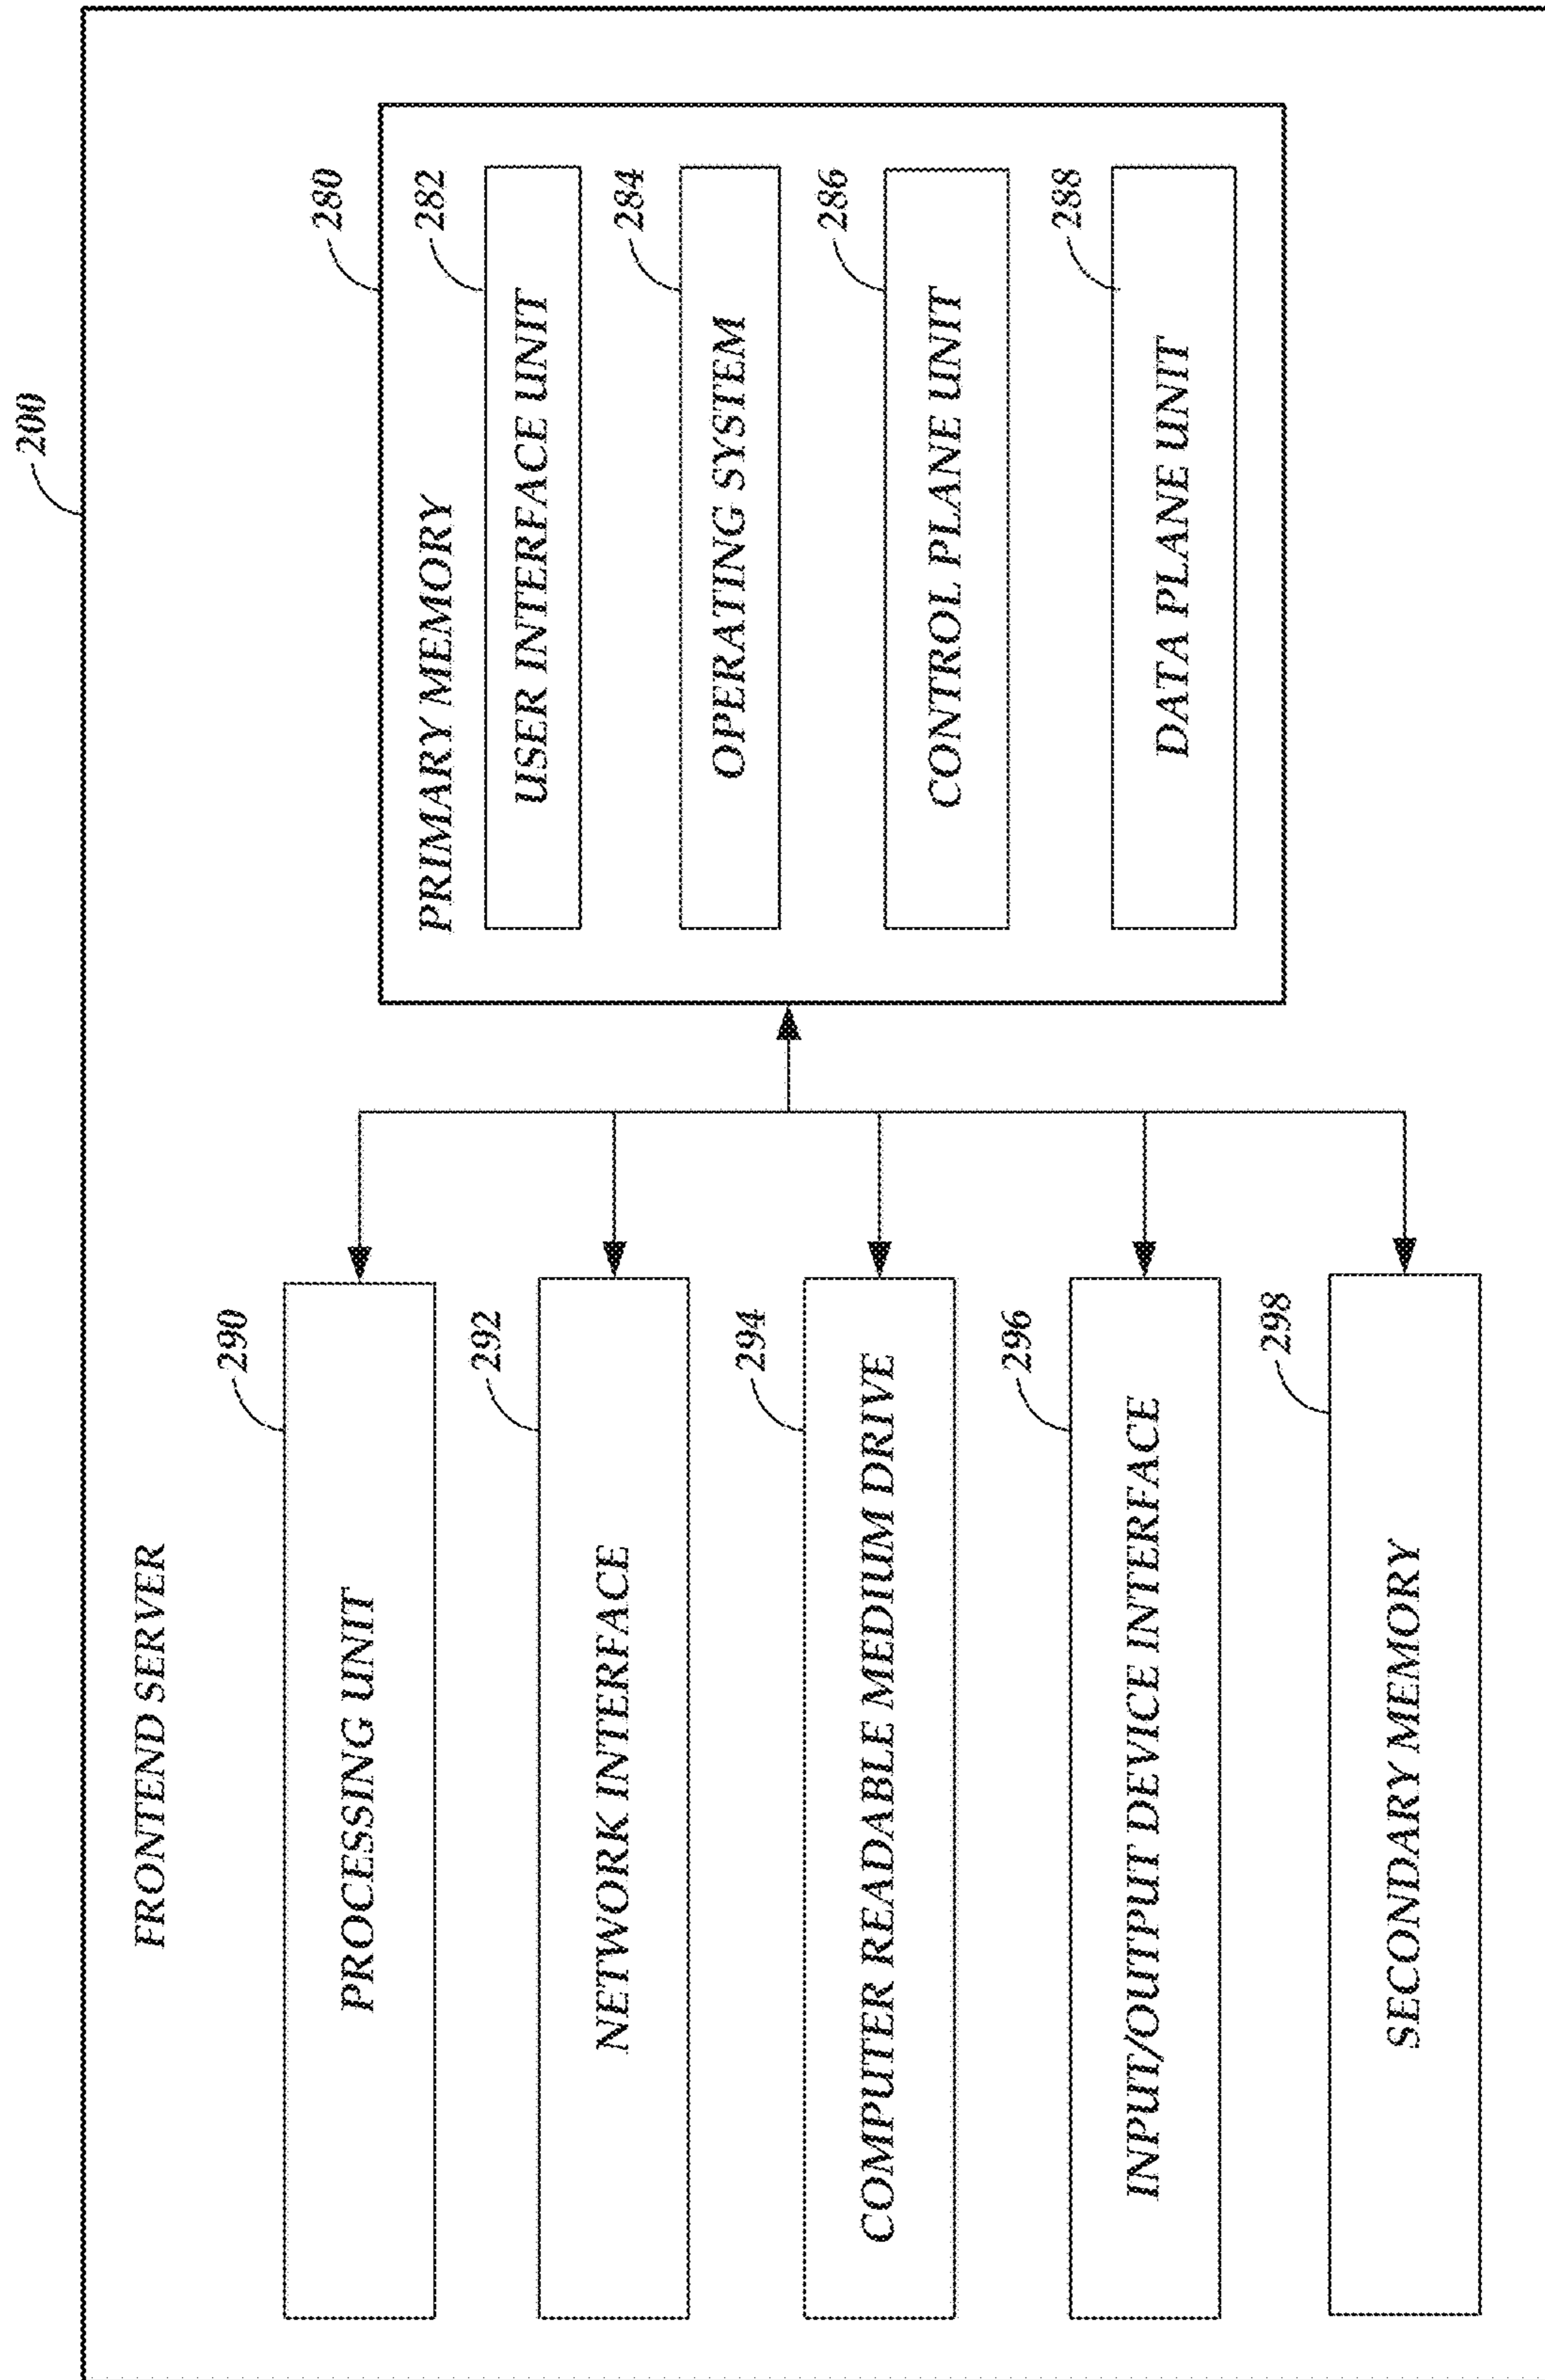 200
FRONTEND SERVER
290
PROCESSING UNIT
292
NETWORK INTERFACE
294
COMPUTER READABLE MEDIUM DRIVE
296
INPUT/OUTPUT DEVICE INTERFACE
298
SECONDARY MEMORY
280
PRIMARY MEMORY
282
USER INTERFACE UNIT
284
OPERATING SYSTEM
286
CONTROL PLANE UNIT
288
DATA PLANE UNIT